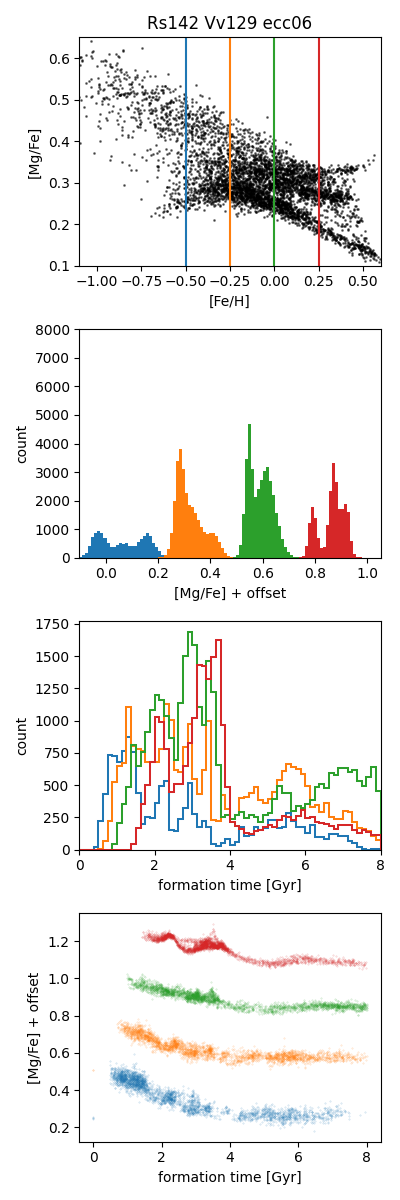 Rs142 Vv129 ecc06
0.6
0.5
0.4
0.3
0.2
0.1
[Mg/Fe]
−1.00 −0.75 −0.50 −0.25 0.00 0.25 0.50
[Fe/H]
8000
7000
6000
5000
4000
3000
2000
1000
0
count
0.0 0.2 0.4 0.6 0.8 1.0
[Mg/Fe] + offset
1750
1500
1250
1000
750
500
250
0
count
0 2 4 6 8
formation time [Gyr]
1.2
1.0
0.8
0.6
0.4
0.2
[Mg/Fe] + offset
0 2 4 6 8
formation time [Gyr]